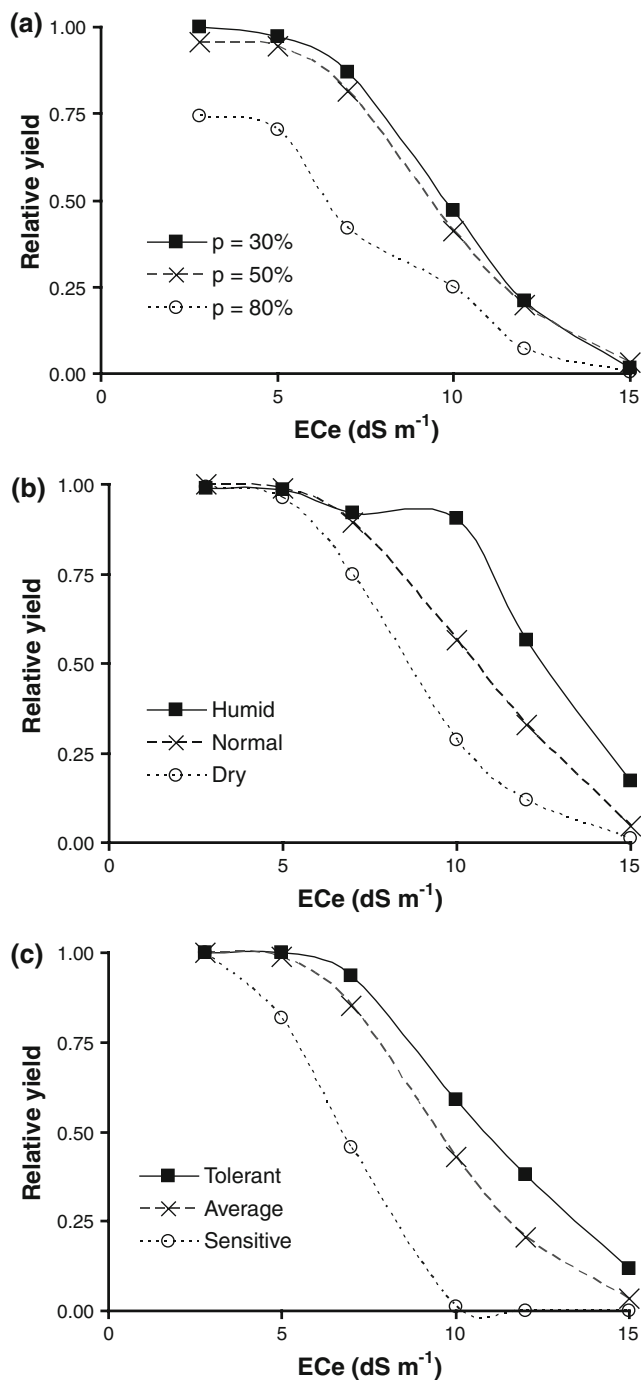 (a)
1.00
0.75
0.50
0.25
0.00
Relative yield
p = 30%
p = 50%
p = 80%
0
5
10
15
ECe (dS m⁻¹)
(b)
1.00
0.75
0.50
0.25
0.00
Relative yield
Humid
Normal
Dry
0
5
10
15
ECe (dS m⁻¹)
(c)
1.00
0.75
0.50
0.25
0.00
Relative yield
Tolerant
Average
Sensitive
0
5
10
15
ECe (dS m⁻¹)